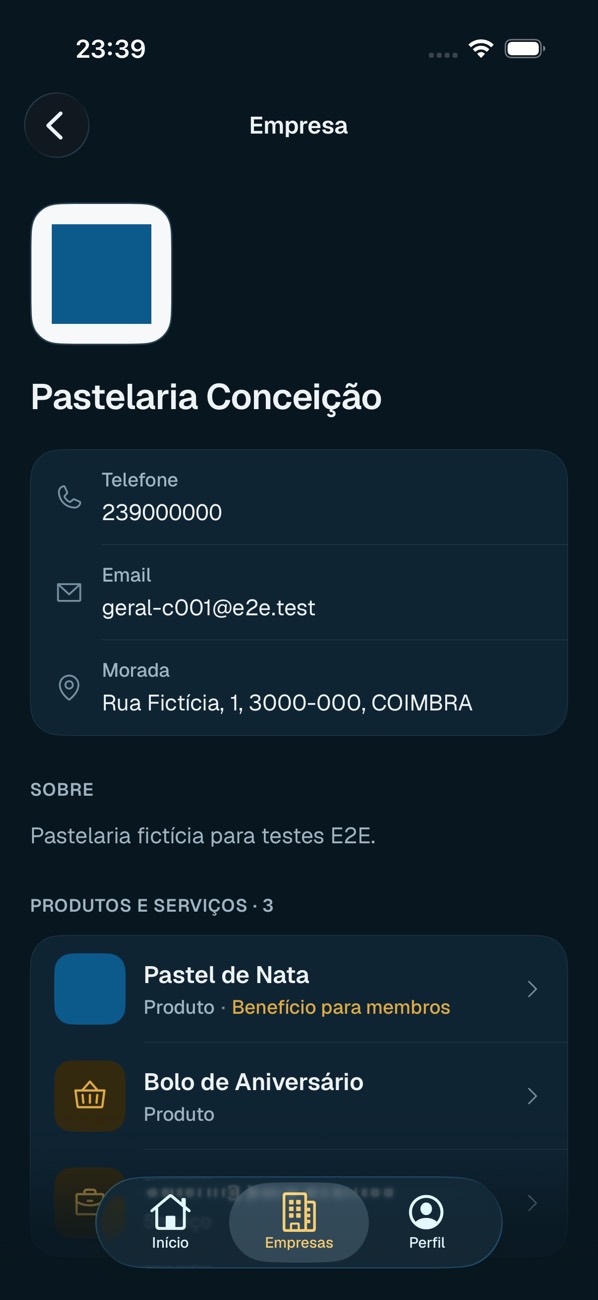 23:39
Empresa
Pastelaria Conceição
Telefone
239000000
Email
geral-c001@e2e.test
Morada
Rua Fictícia, 1, 3000-000, COIMBRA
SOBRE
Pastelaria fictícia para testes E2E.
PRODUTOS E SERVIÇOS · 3
Pastel de Nata
Produto · Benefício para membros
Bolo de Aniversário
Produto
Início
Empresas
Perfil